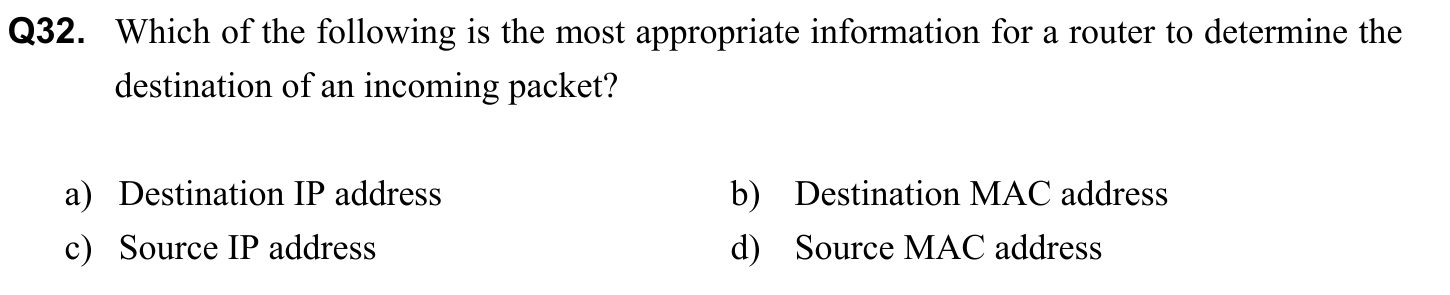 Q32. Which of the following is the most appropriate information for a router to determine the
destination of an incoming packet?
a) Destination IP address b) Destination MAC address
c) Source IP address d) Source MAC address